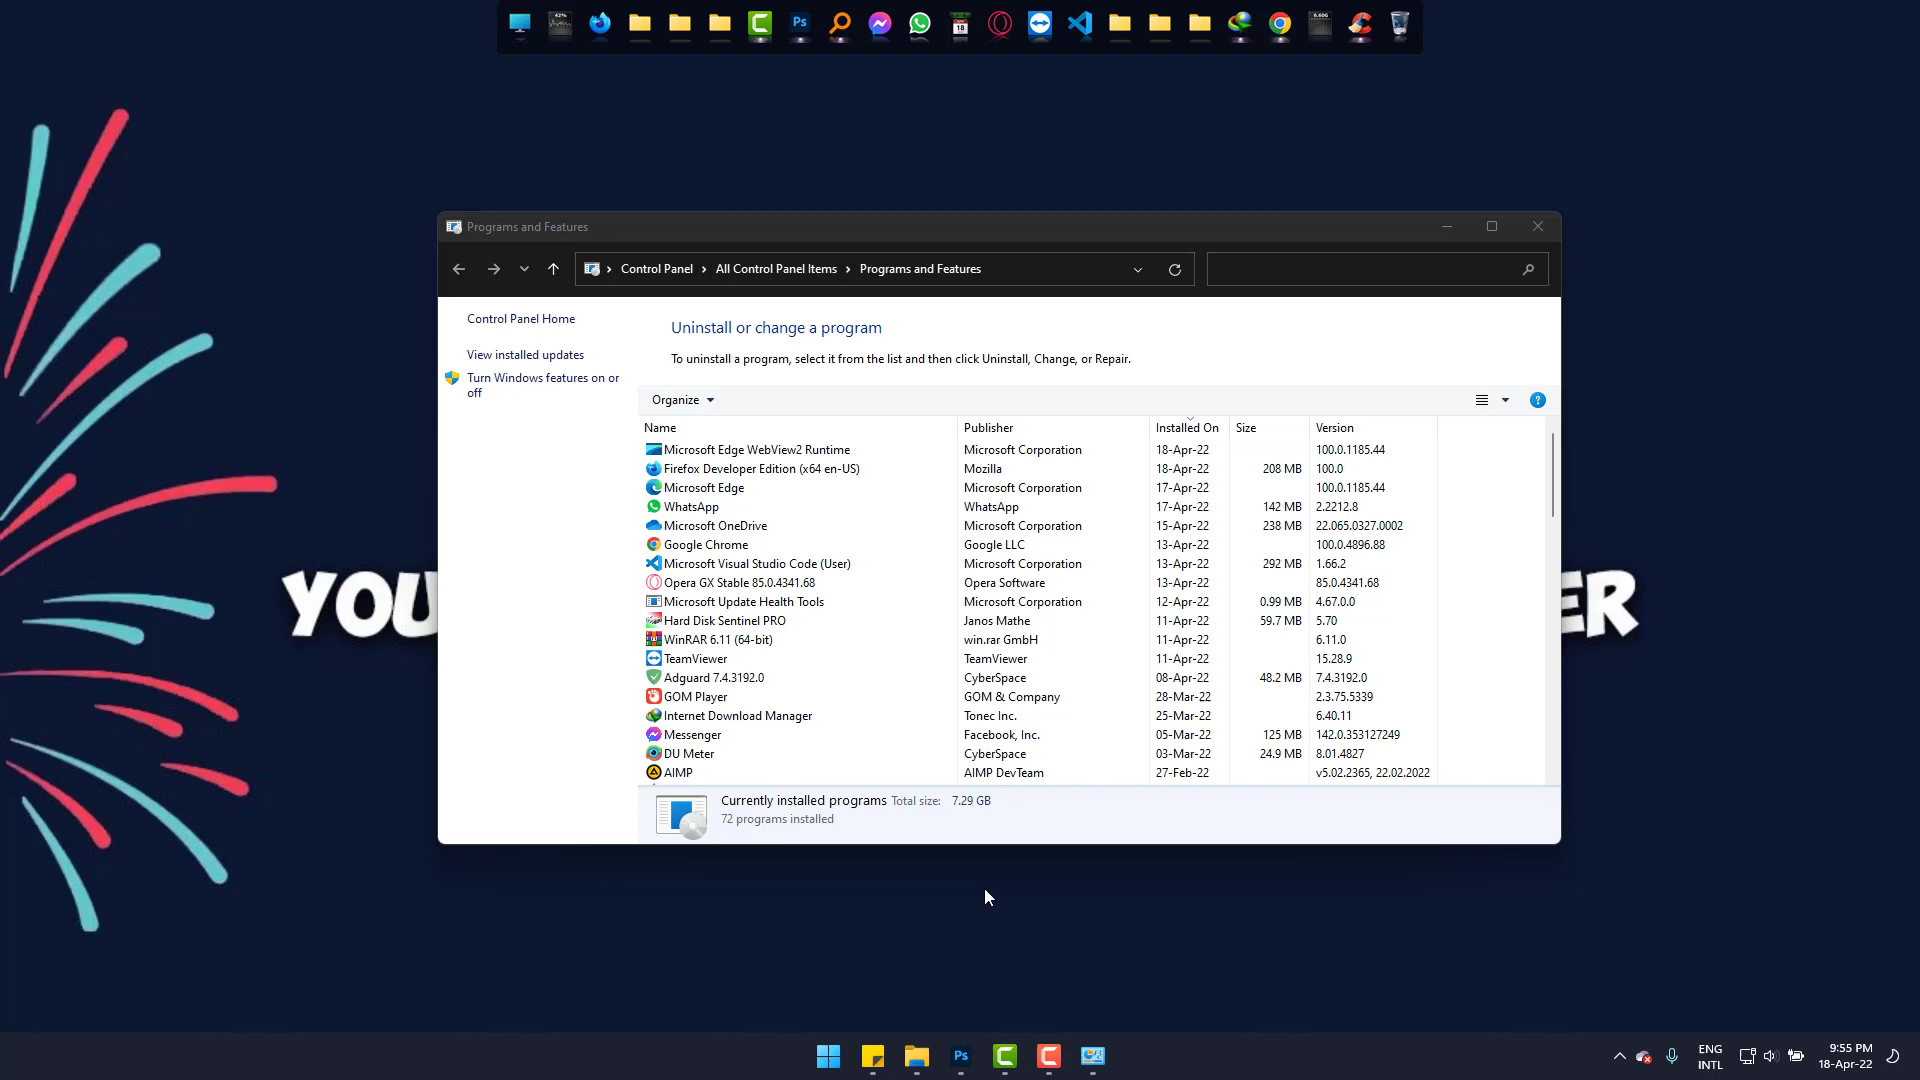 42%
Ps
18
6.60G
Programs and Features
Control Panel
All Control Panel Items
Programs and Features
Control Panel Home
View installed updates
Turn Windows features on or
off
Uninstall or change a program
To uninstall a program, select it from the list and then click Uninstall, Change, or Repair.
Organize
Name Publisher Installed On Size Version
Microsoft Edge WebView2 Runtime Microsoft Corporation 18-Apr-22 100.0.1185.44
Firefox Developer Edition (x64 en-US) Mozilla 18-Apr-22 208 MB 100.0
Microsoft Edge Microsoft Corporation 17-Apr-22 100.0.1185.44
WhatsApp WhatsApp 17-Apr-22 142 MB 2.2212.8
Microsoft OneDrive Microsoft Corporation 15-Apr-22 238 MB 22.065.0327.0002
Google Chrome Google LLC 13-Apr-22 100.0.4896.88
Microsoft Visual Studio Code (User) Microsoft Corporation 13-Apr-22 292 MB 1.66.2
Opera GX Stable 85.0.4341.68 Opera Software 13-Apr-22 85.0.4341.68
Microsoft Update Health Tools Microsoft Corporation 12-Apr-22 0.99 MB 4.67.0.0
Hard Disk Sentinel PRO Janos Mathe 11-Apr-22 59.7 MB 5.70
WinRAR 6.11 (64-bit) win.rar GmbH 11-Apr-22 6.11.0
TeamViewer TeamViewer 11-Apr-22 15.28.9
Adguard 7.4.3192.0 CyberSpace 08-Apr-22 48.2 MB 7.4.3192.0
GOM Player GOM & Company 28-Mar-22 2.3.75.5339
Internet Download Manager Tonec Inc. 25-Mar-22 6.40.11
Messenger Facebook, Inc. 05-Mar-22 125 MB 142.0.353127249
DU Meter CyberSpace 03-Mar-22 24.9 MB 8.01.4827
AIMP AIMP DevTeam 27-Feb-22 v5.02.2365, 22.02.2022
Currently installed programs Total size: 7.29 GB
72 programs installed
YOU
ER
Ps
ENG
INTL
9:55 PM
18-Apr-22